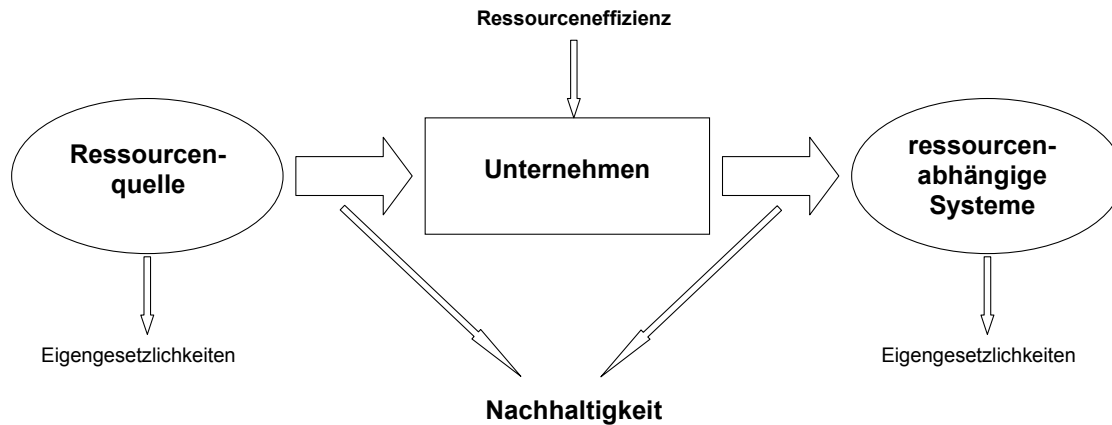 Ressourceneffizienz
Ressourcen-
quelle
Unternehmen
ressourcen-
abhängige
Systeme
Eigengesetzlichkeiten
Eigengesetzlichkeiten
Nachhaltigkeit